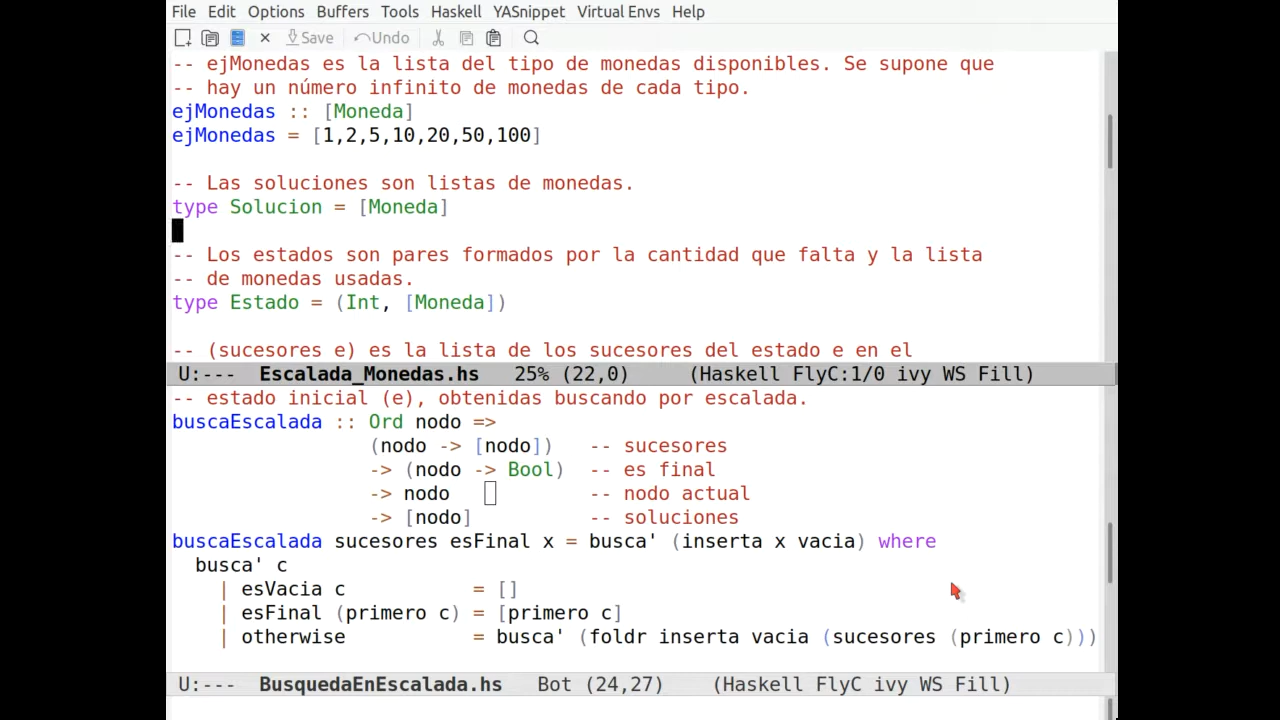 File Edit Options Buffers Tools Haskell YASnippet Virtual Envs Help
Save Undo
-- ejMonedas es la lista del tipo de monedas disponibles. Se supone que
-- hay un número infinito de monedas de cada tipo.
ejMonedas :: [Moneda]
ejMonedas = [1,2,5,10,20,50,100]
-- Las soluciones son listas de monedas.
type Solucion = [Moneda]
-- Los estados son pares formados por la cantidad que falta y la lista
-- de monedas usadas.
type Estado = (Int, [Moneda])
-- (sucesores e) es la lista de los sucesores del estado e en el
U:--- Escalada_Monedas.hs 25% (22,0) (Haskell FlyC:1/0 ivy WS Fill)
-- estado inicial (e), obtenidas buscando por escalada.
buscaEscalada :: Ord nodo =>
(nodo -> [nodo]) -- sucesores
-> (nodo -> Bool) -- es final
-> nodo -- nodo actual
-> [nodo] -- soluciones
buscaEscalada sucesores esFinal x = busca' (inserta x vacia) where
busca' c
| esVacia c = []
| esFinal (primero c) = [primero c]
| otherwise = busca' (foldr inserta vacia (sucesores (primero c)))
U:--- BusquedaEnEscalada.hs Bot (24,27) (Haskell FlyC ivy WS Fill)